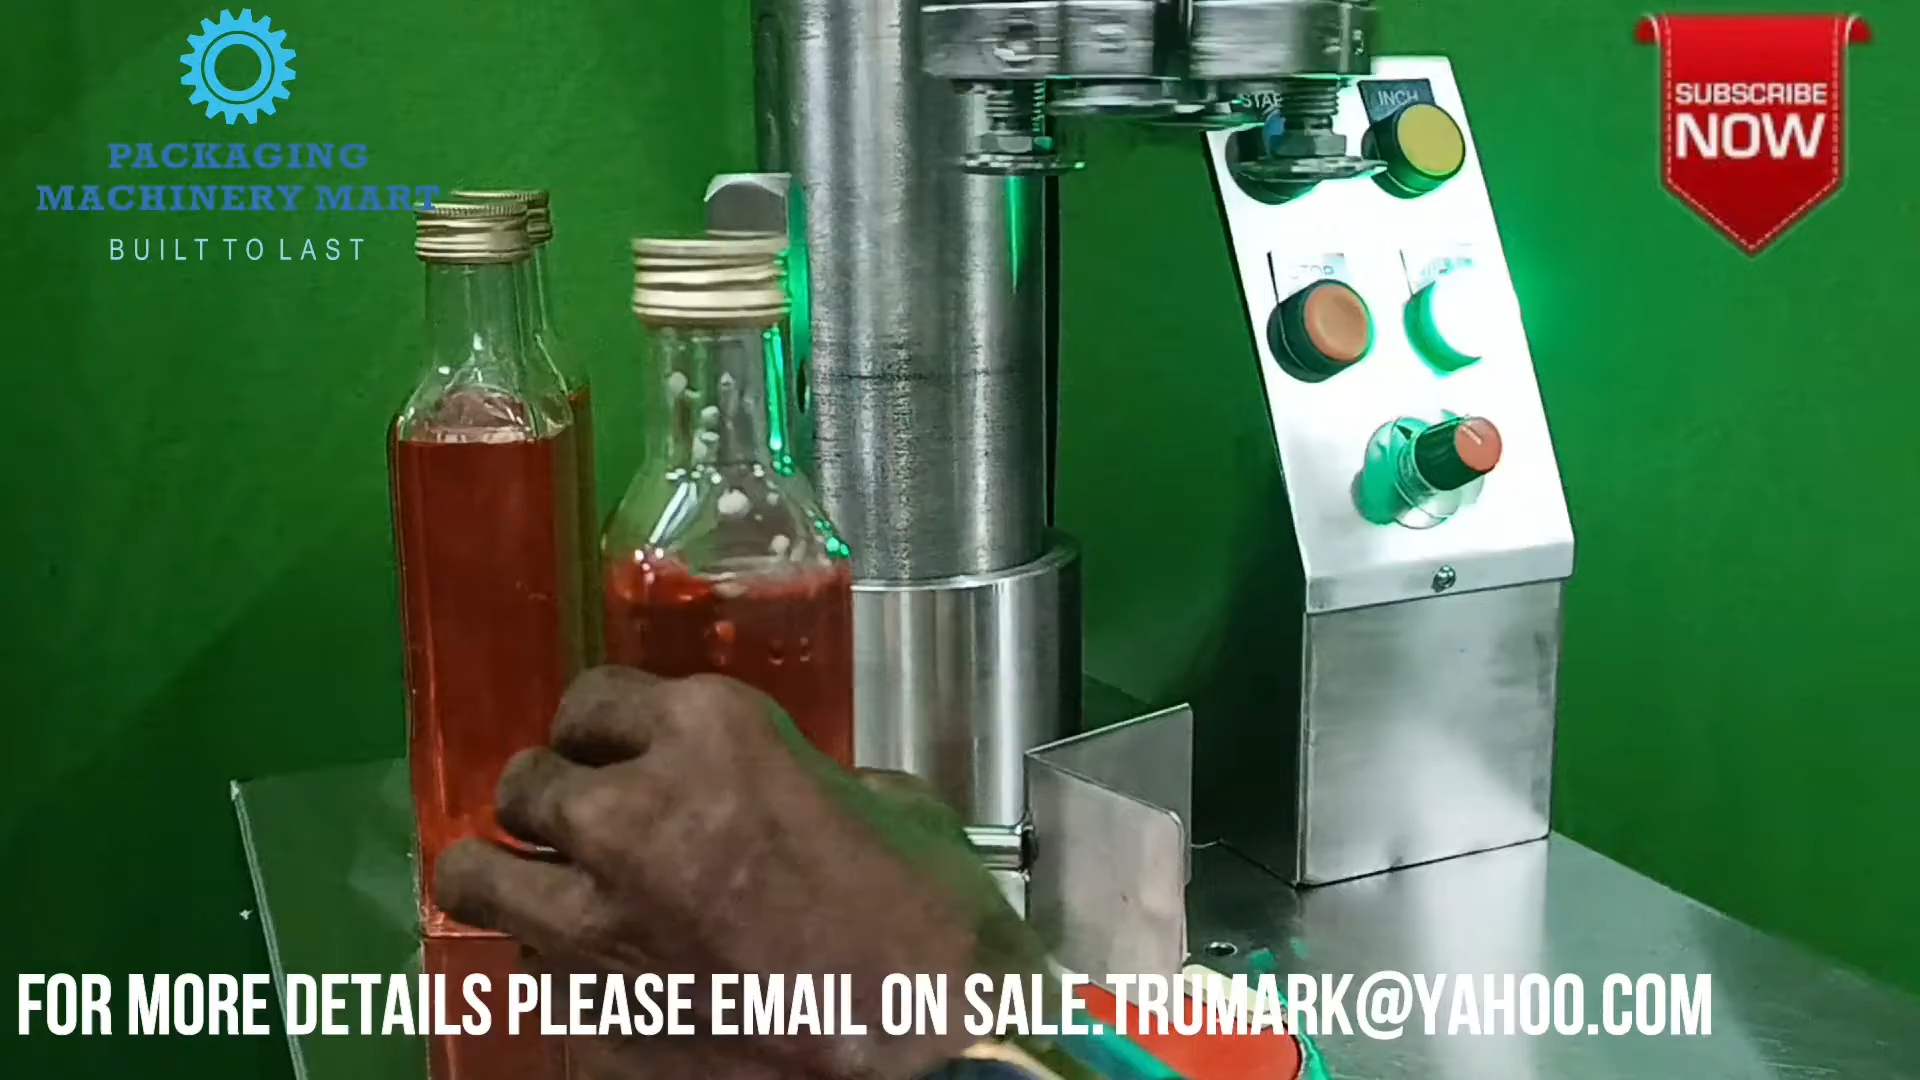 PACKAGING
MACHINERY MART
BUILT TO LAST
SUBSCRIBE
NOW
INCH
STOP
FOR MORE DETAILS PLEASE EMAIL ON SALE.TRUMARK@YAHOO.COM